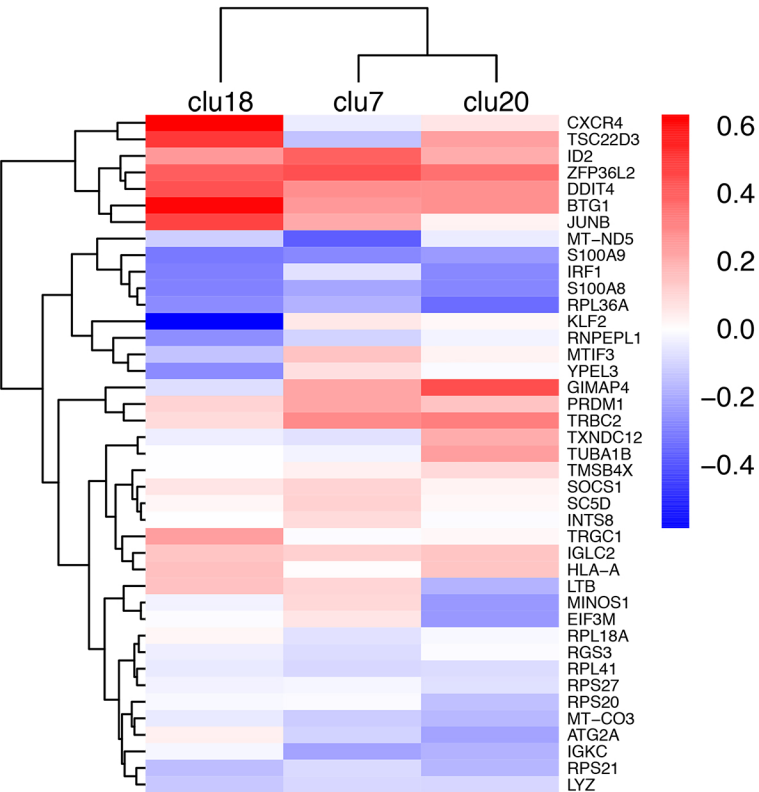 clu18 clu7 clu20
CXCR4
TSC22D3
ID2
ZFP36L2
DDIT4
BTG1
JUNB
MT−ND5
S100A9
IRF1
S100A8
RPL36A
KLF2
RNPEPL1
MTIF3
YPEL3
GIMAP4
PRDM1
TRBC2
TXNDC12
TUBA1B
TMSB4X
SOCS1
SC5D
INTS8
TRGC1
IGLC2
HLA−A
LTB
MINOS1
EIF3M
RPL18A
RGS3
RPL41
RPS27
RPS20
MT−CO3
ATG2A
IGKC
RPS21
LYZ
0.6
0.4
0.2
0.0
−0.2
−0.4